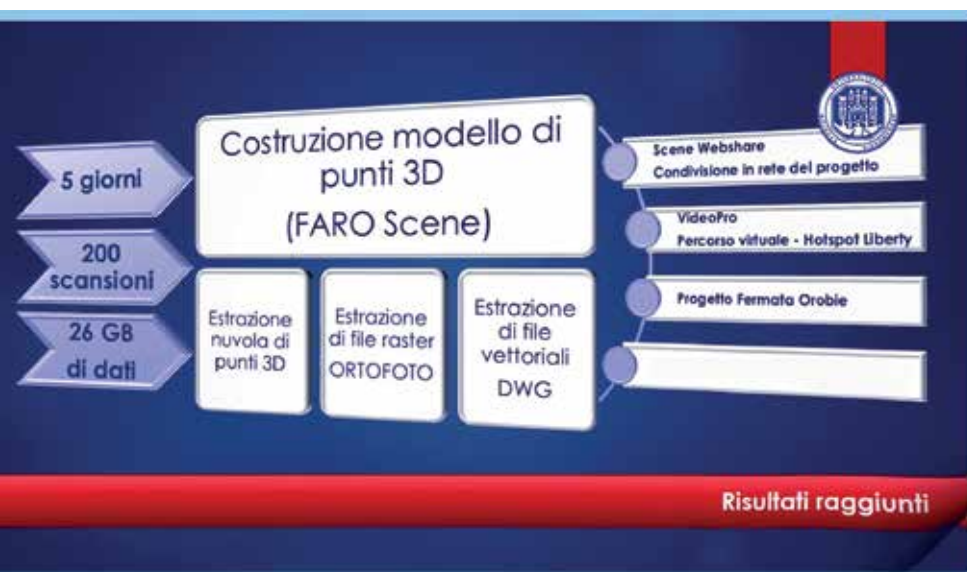 5 giorni
200
scansioni
26 GB
di dati
Costruzione modello di
punti 3D
(FARO Scene)
Estrazione
nuvola di
punti 3D
Estrazione
di file raster
ORTOFOTO
Estrazione
di file
vettoriali
DWG
Scene Webshare
Condivisione in rete del progetto
VideoPro
Percorso virtuale - Hotspot Liberty
Progetto Fermata Orobie
Risultati raggiunti